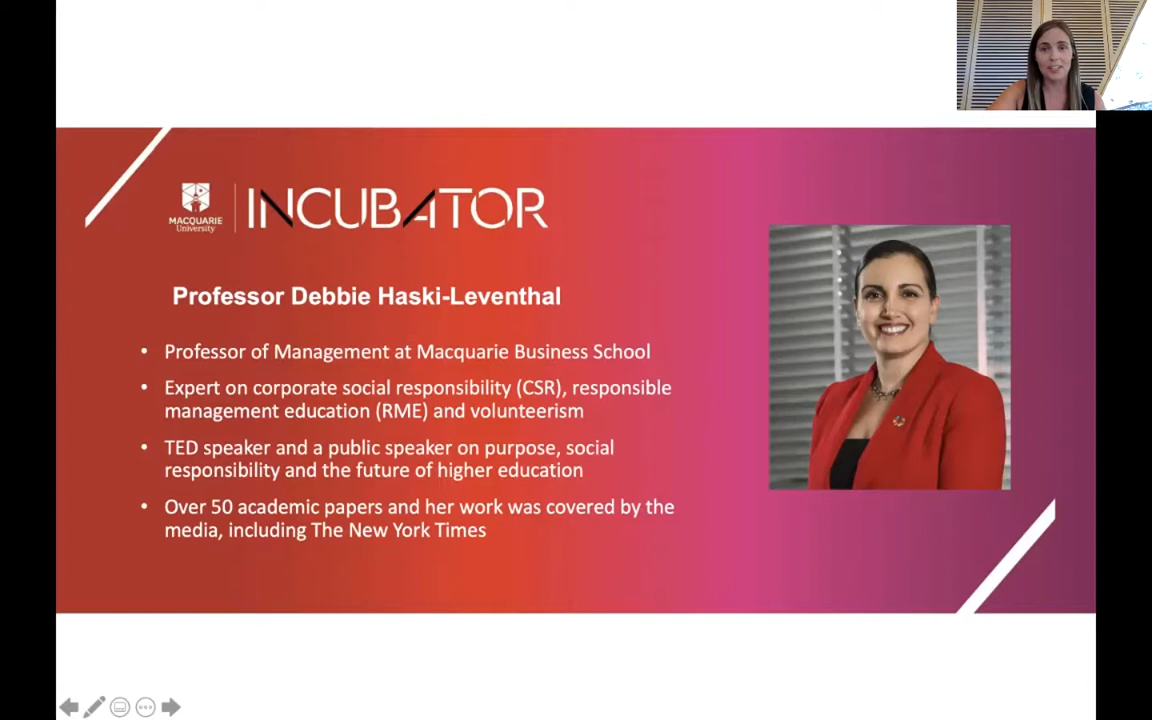 MACQUARIE
University
INCUBATOR
Professor Debbie Haski-Leventhal
• Professor of Management at Macquarie Business School
• Expert on corporate social responsibility (CSR), responsible
management education (RME) and volunteerism
• TED speaker and a public speaker on purpose, social
responsibility and the future of higher education
• Over 50 academic papers and her work was covered by the
media, including The New York Times